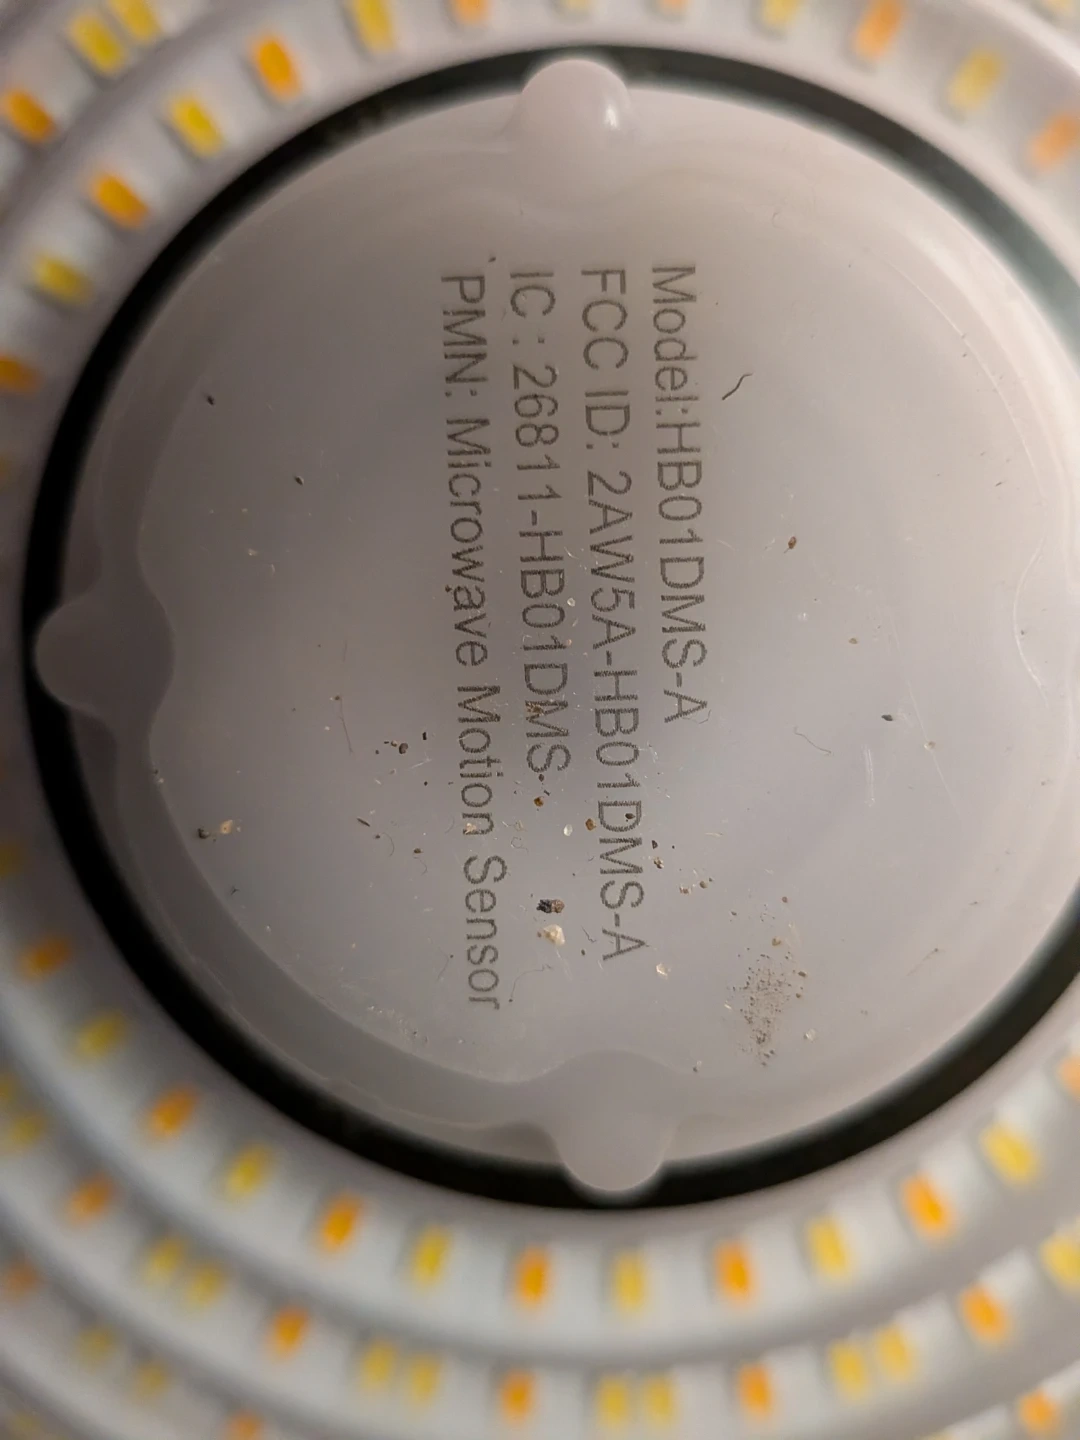 Model:HB01DMS-A
FCC ID: 2AW5A-HB01DMS-A
IC : 26811-HB01DMS
PMN: Microwave Motion Sensor